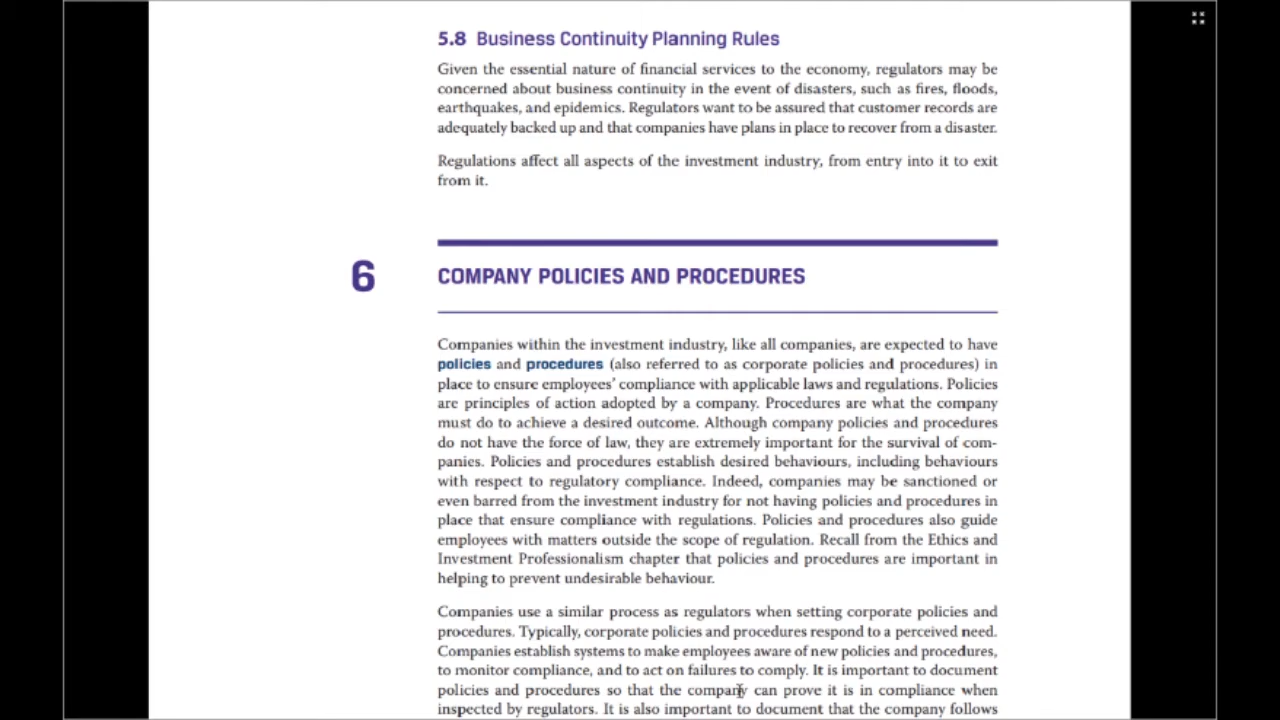 5.8 Business Continuity Planning Rules
Given the essential nature of financial services to the economy, regulators may be
concerned about business continuity in the event of disasters, such as fires, floods,
earthquakes, and epidemics. Regulators want to be assured that customer records are
adequately backed up and that companies have plans in place to recover from a disaster.
Regulations affect all aspects of the investment industry, from entry into it to exit
from it.
6 COMPANY POLICIES AND PROCEDURES
Companies within the investment industry, like all companies, are expected to have
policies and procedures (also referred to as corporate policies and procedures) in
place to ensure employees’ compliance with applicable laws and regulations. Policies
are principles of action adopted by a company. Procedures are what the company
must do to achieve a desired outcome. Although company policies and procedures
do not have the force of law, they are extremely important for the survival of com-
panies. Policies and procedures establish desired behaviours, including behaviours
with respect to regulatory compliance. Indeed, companies may be sanctioned or
even barred from the investment industry for not having policies and procedures in
place that ensure compliance with regulations. Policies and procedures also guide
employees with matters outside the scope of regulation. Recall from the Ethics and
Investment Professionalism chapter that policies and procedures are important in
helping to prevent undesirable behaviour.
Companies use a similar process as regulators when setting corporate policies and
procedures. Typically, corporate policies and procedures respond to a perceived need.
Companies establish systems to make employees aware of new policies and procedures,
to monitor compliance, and to act on failures to comply. It is important to document
policies and procedures so that the company can prove it is in compliance when
inspected by regulators. It is also important to document that the company follows